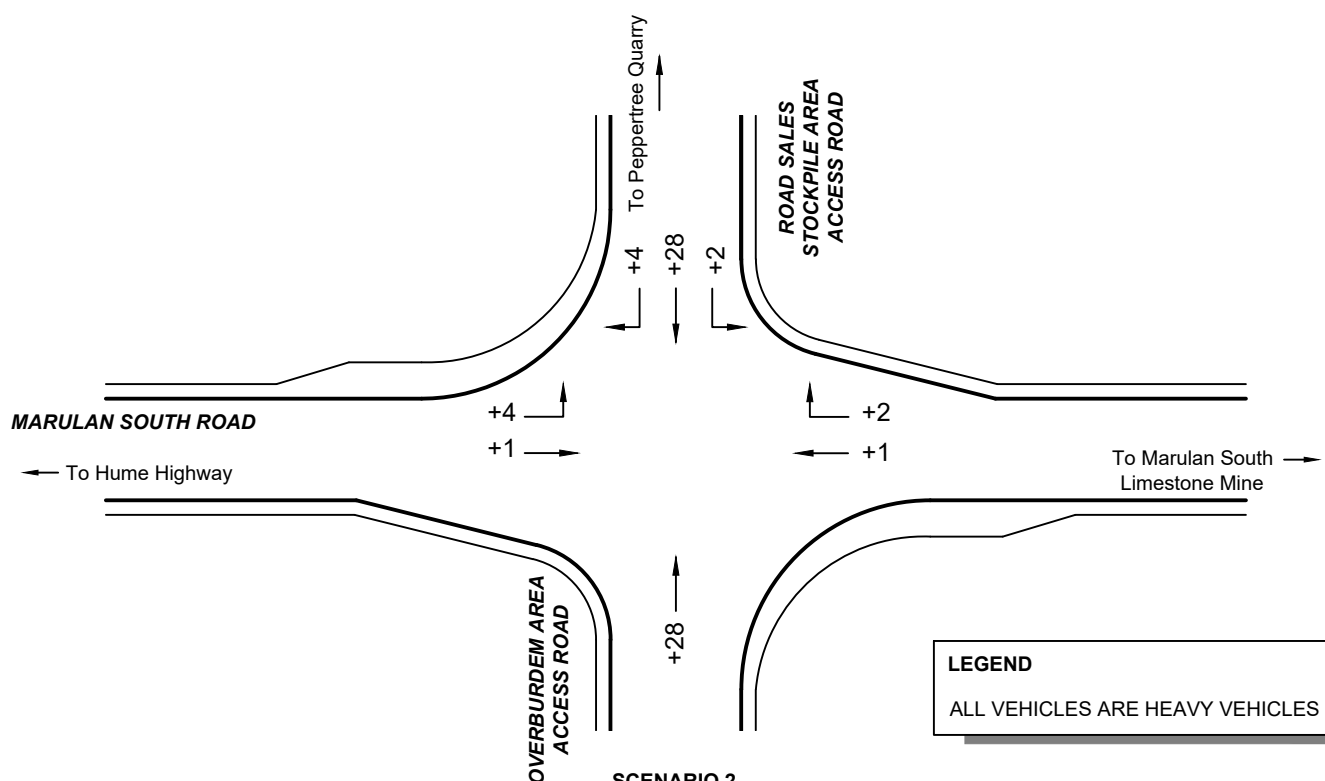 To Peppertree Quarry
ROAD SALES
STOCKPILE AREA
ACCESS ROAD
+4
+28
+2
MARULAN SOUTH ROAD
+4
+1
+2
+1
To Hume Highway
To Marulan South
Limestone Mine
OVERBURDEM AREA
ACCESS ROAD
+28
LEGEND
ALL VEHICLES ARE HEAVY VEHICLES
SCENARIO 2